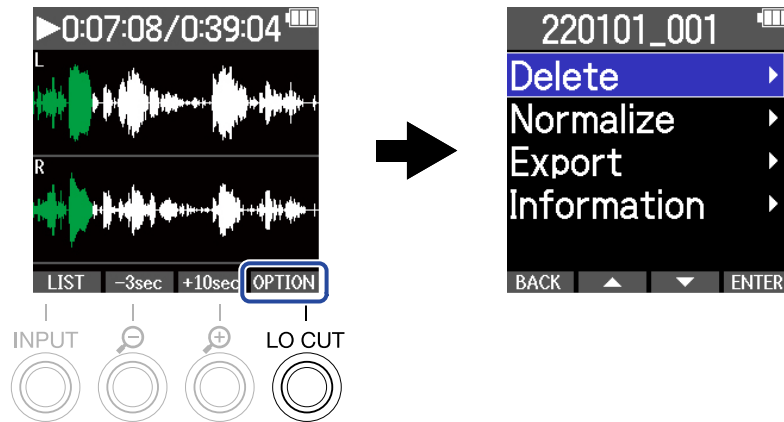 ▶0:07:08/0:39:04
L
R
LIST -3sec +10sec OPTION
INPUT LO CUT
220101_001
Delete
Normalize
Export
Information
BACK ▲ ▼ ENTER